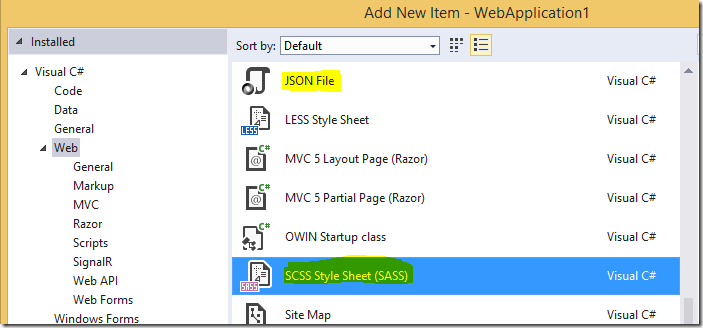 Add New Item - WebApplication1
Installed
Sort by: Default
Visual C#
Code
Data
General
Web
General
Markup
MVC
Razor
Scripts
SignalR
Web API
Web Forms
Windows Forms
JSON File Visual C#
LESS LESS Style Sheet Visual C#
C# @ MVC 5 Layout Page (Razor) Visual C#
C# @ MVC 5 Partial Page (Razor) Visual C#
C# OWIN Startup class Visual C#
SASS SCSS Style Sheet (SASS) Visual C#
Site Map Visual C#